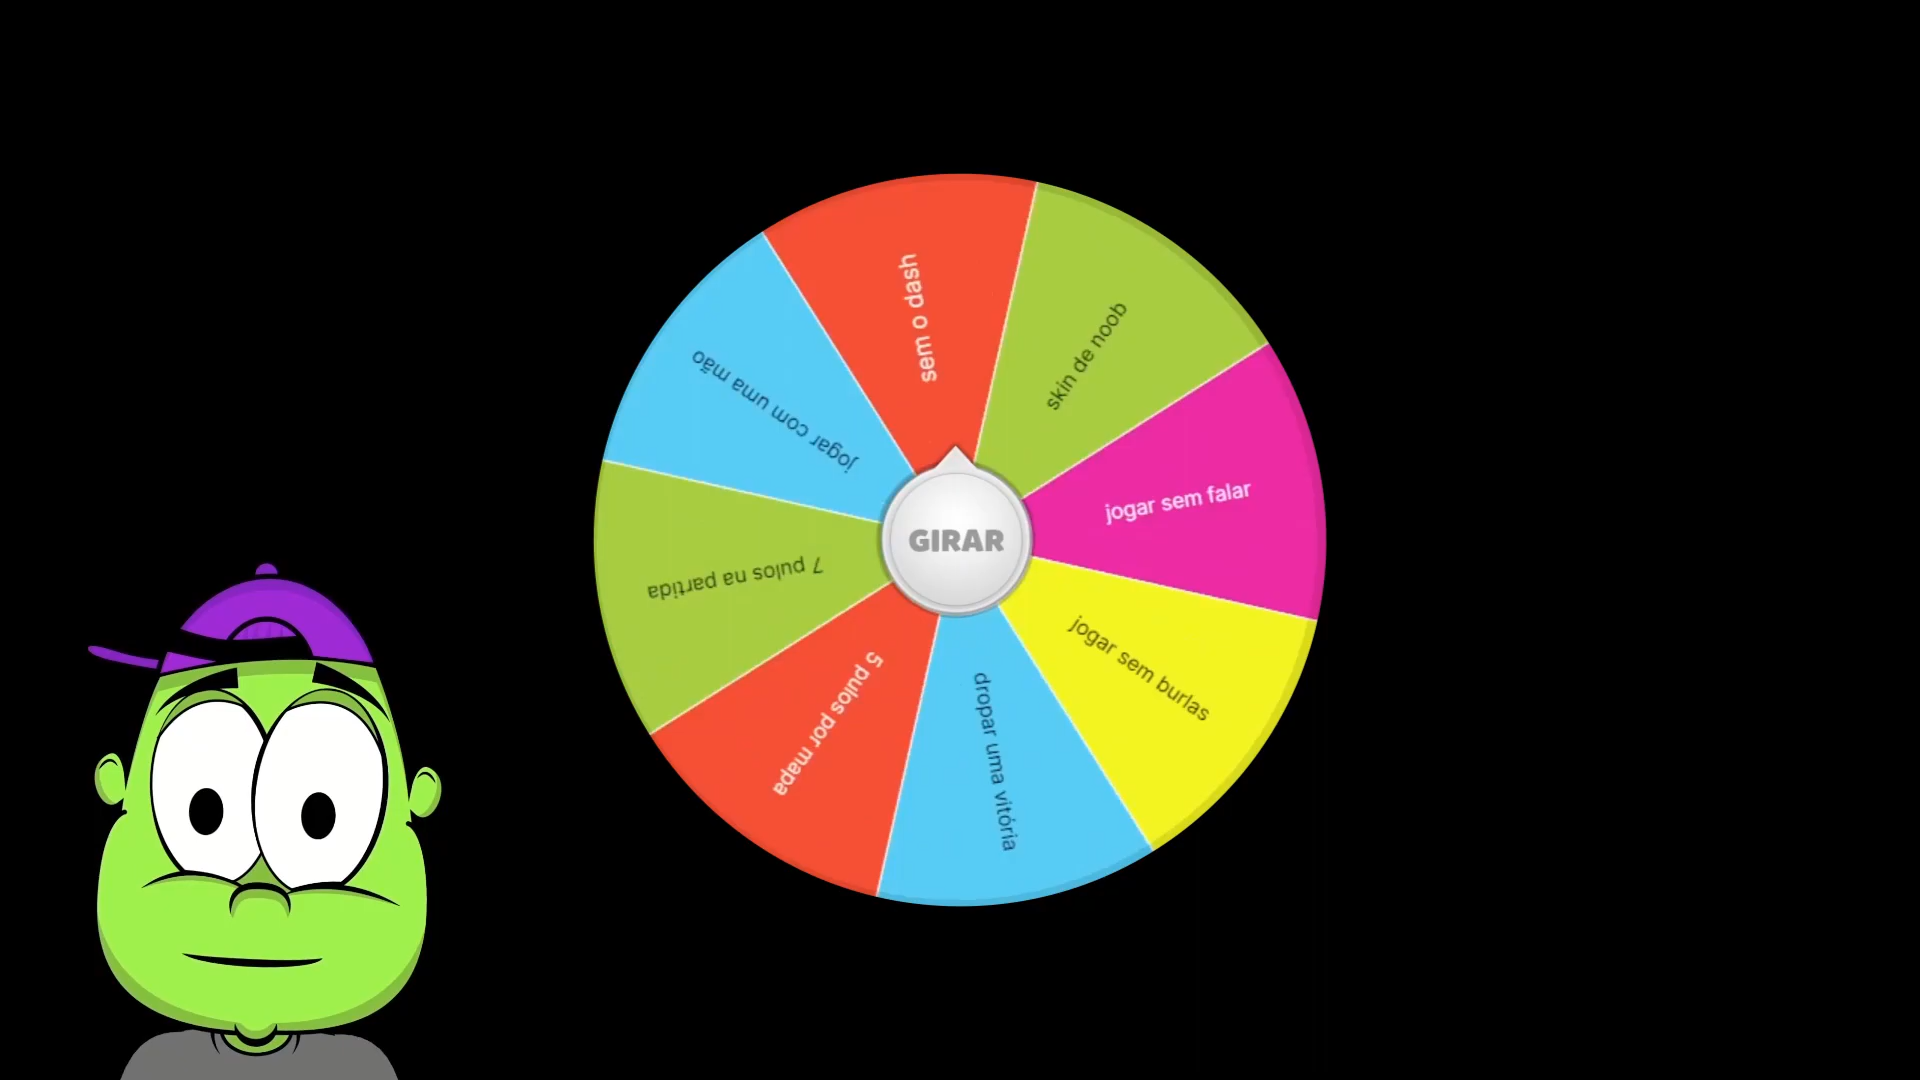 sem o dash
skin de noob
jogar sem falar
jogar sem burlas
dropar uma vitória
5 pulos por mapa
7 pulos na partida
jogar com uma mão
GIRAR